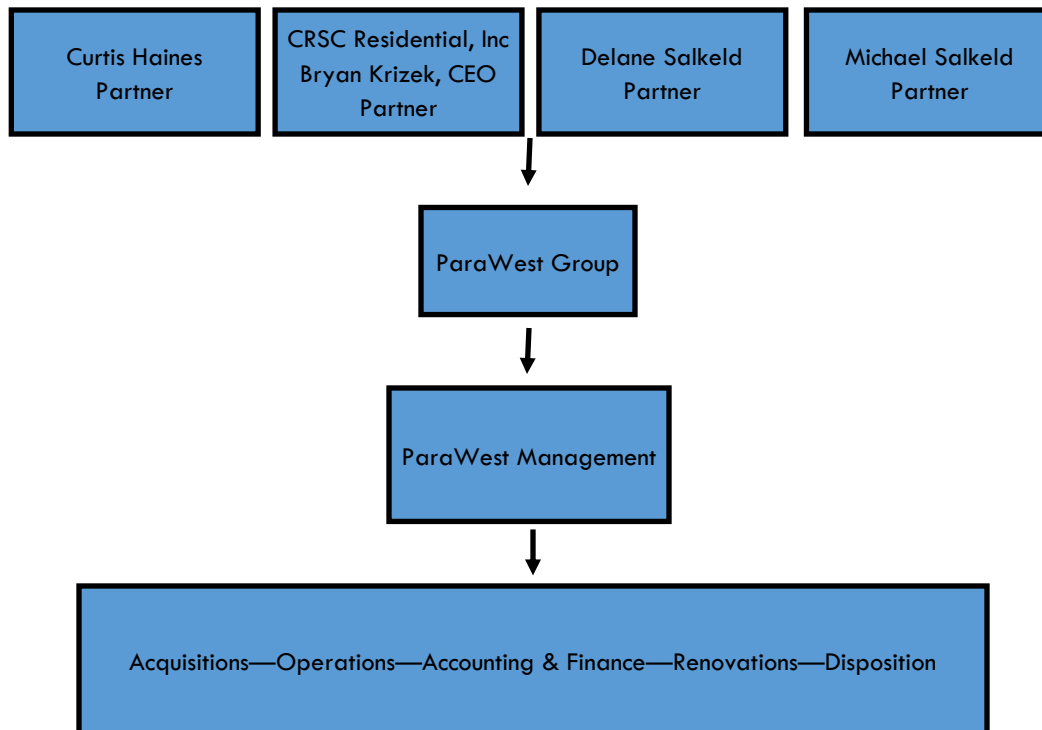 Curtis Haines
Partner
CRSC Residential, Inc
Bryan Krizek, CEO
Partner
Delane Salkeld
Partner
Michael Salkeld
Partner
ParaWest Group
ParaWest Management
Acquisitions—Operations—Accounting & Finance—Renovations—Disposition